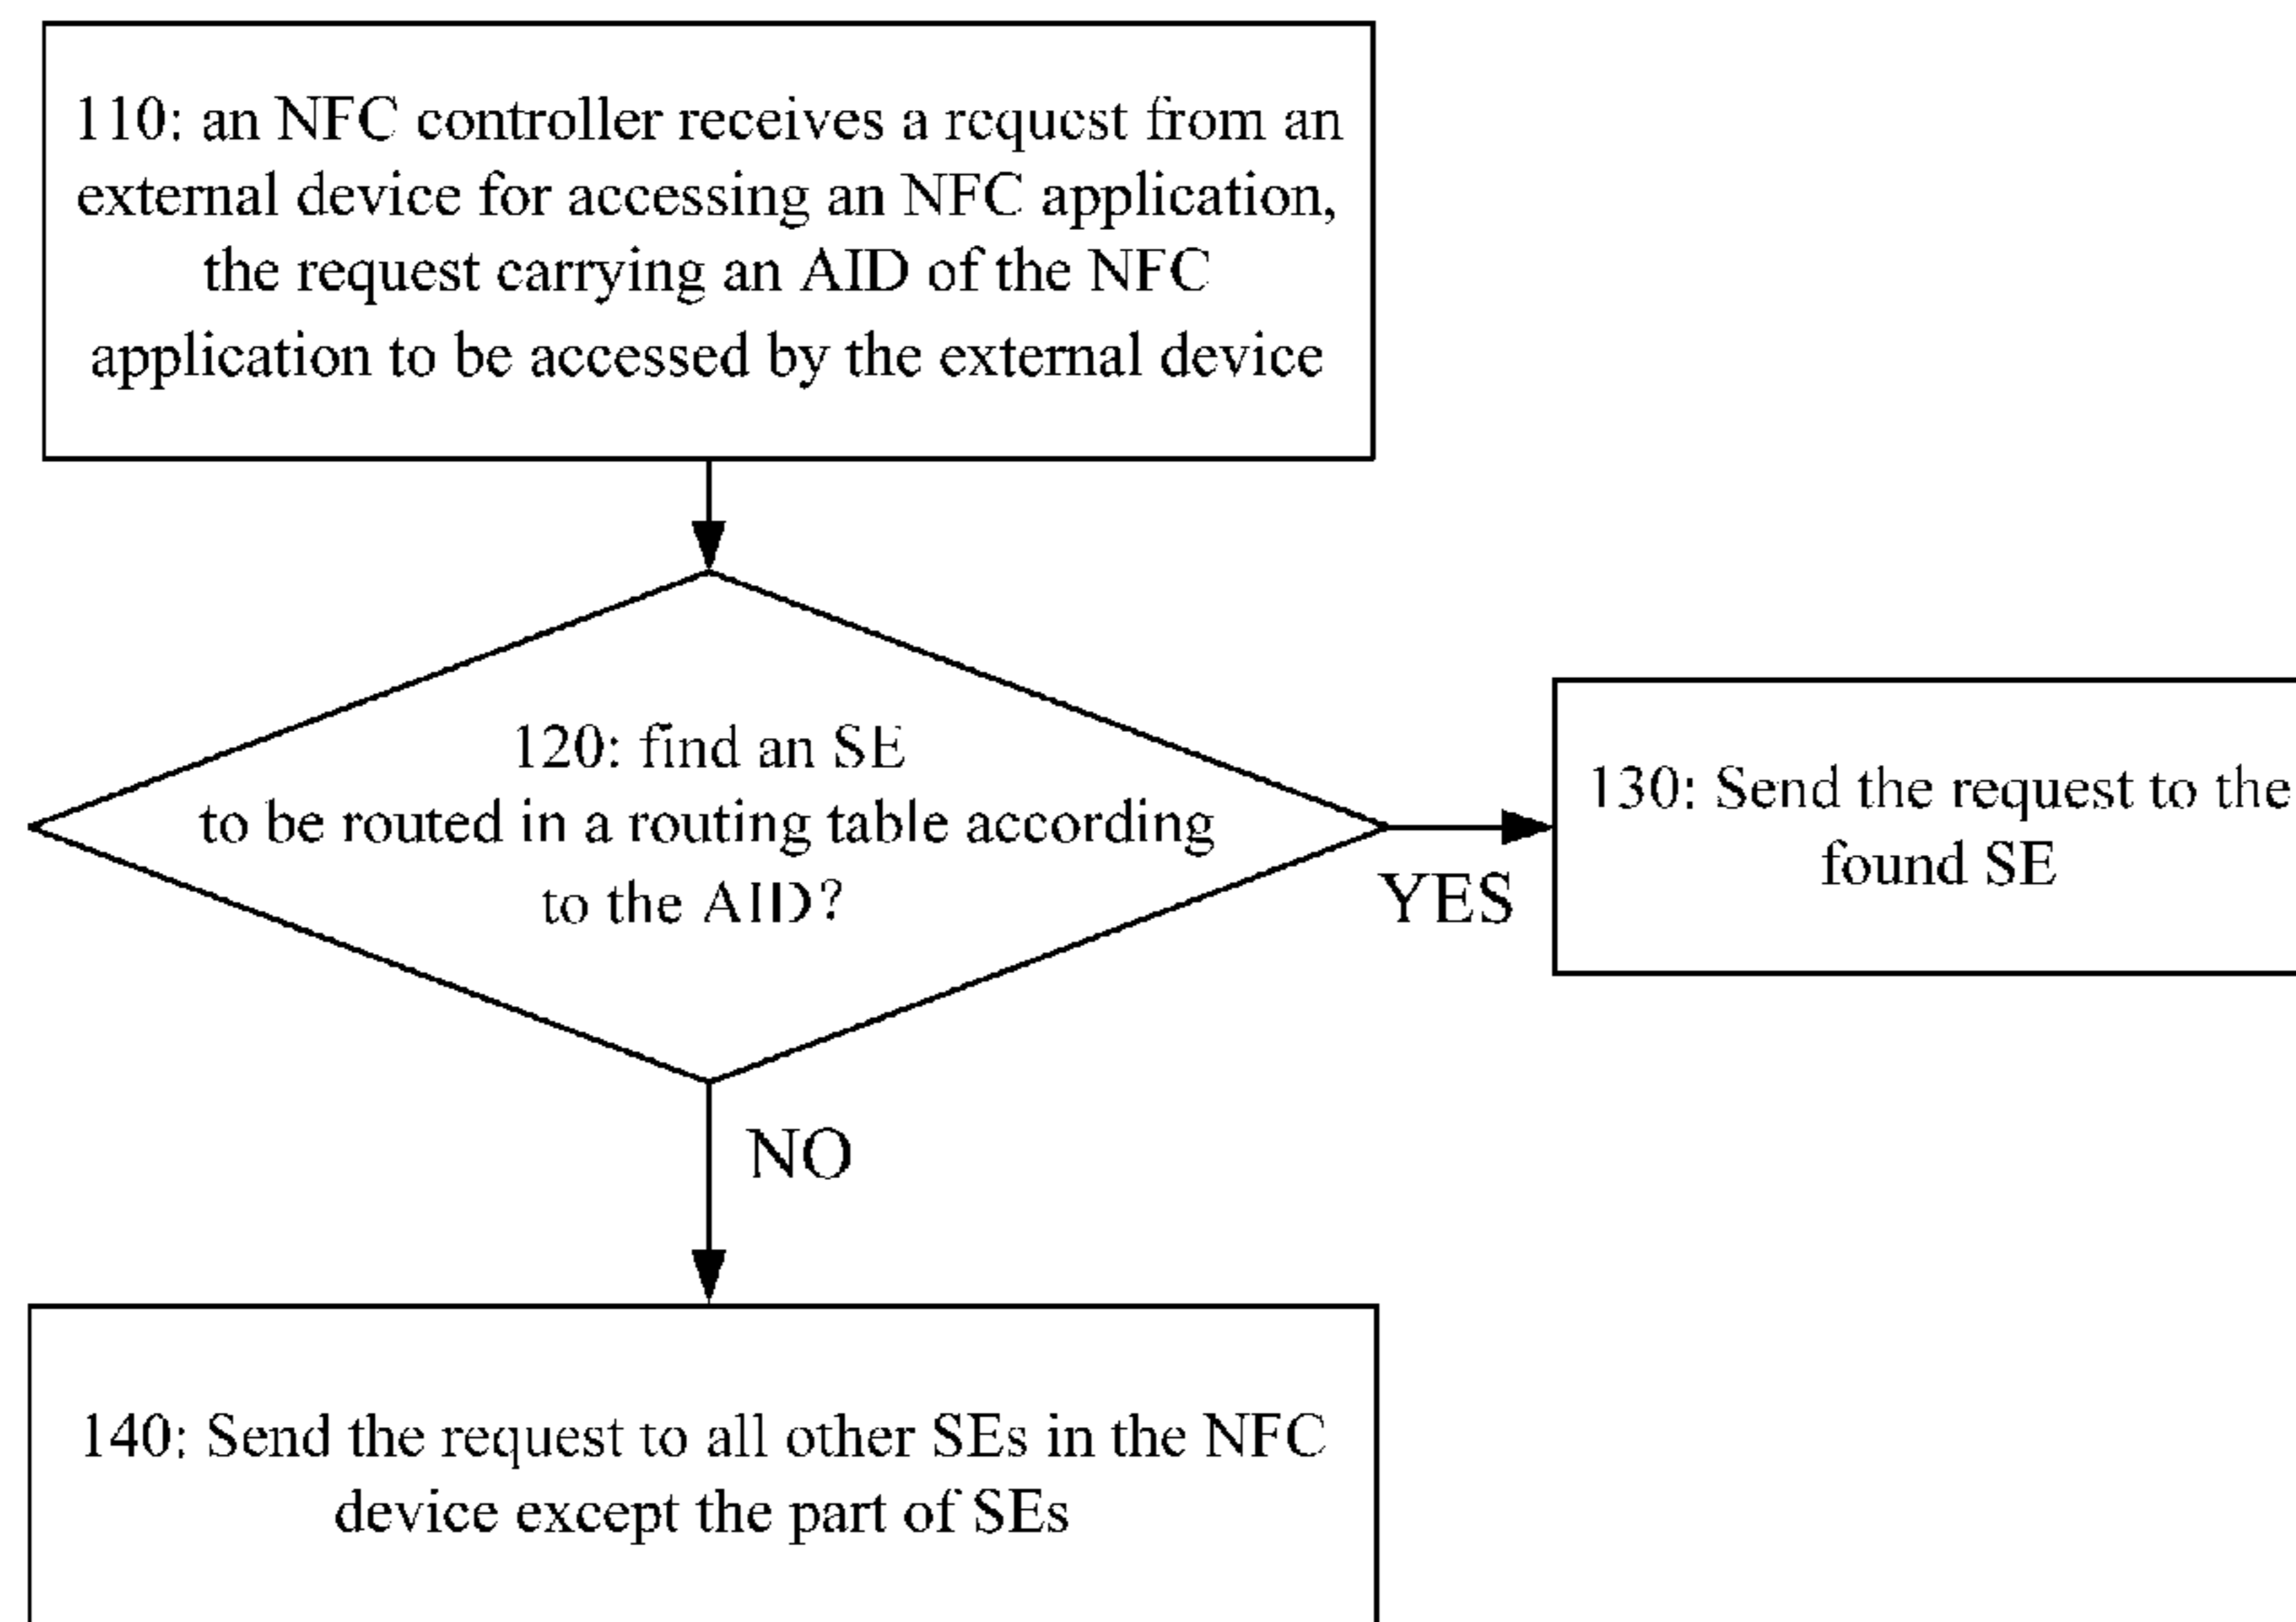 110: an NFC controller receives a request from an
external device for accessing an NFC application,
the request carrying an AID of the NFC
application to be accessed by the external device
120: find an SE
to be routed in a routing table according
to the AID?
YES
130: Send the request to the
found SE
NO
140: Send the request to all other SEs in the NFC
device except the part of SEs